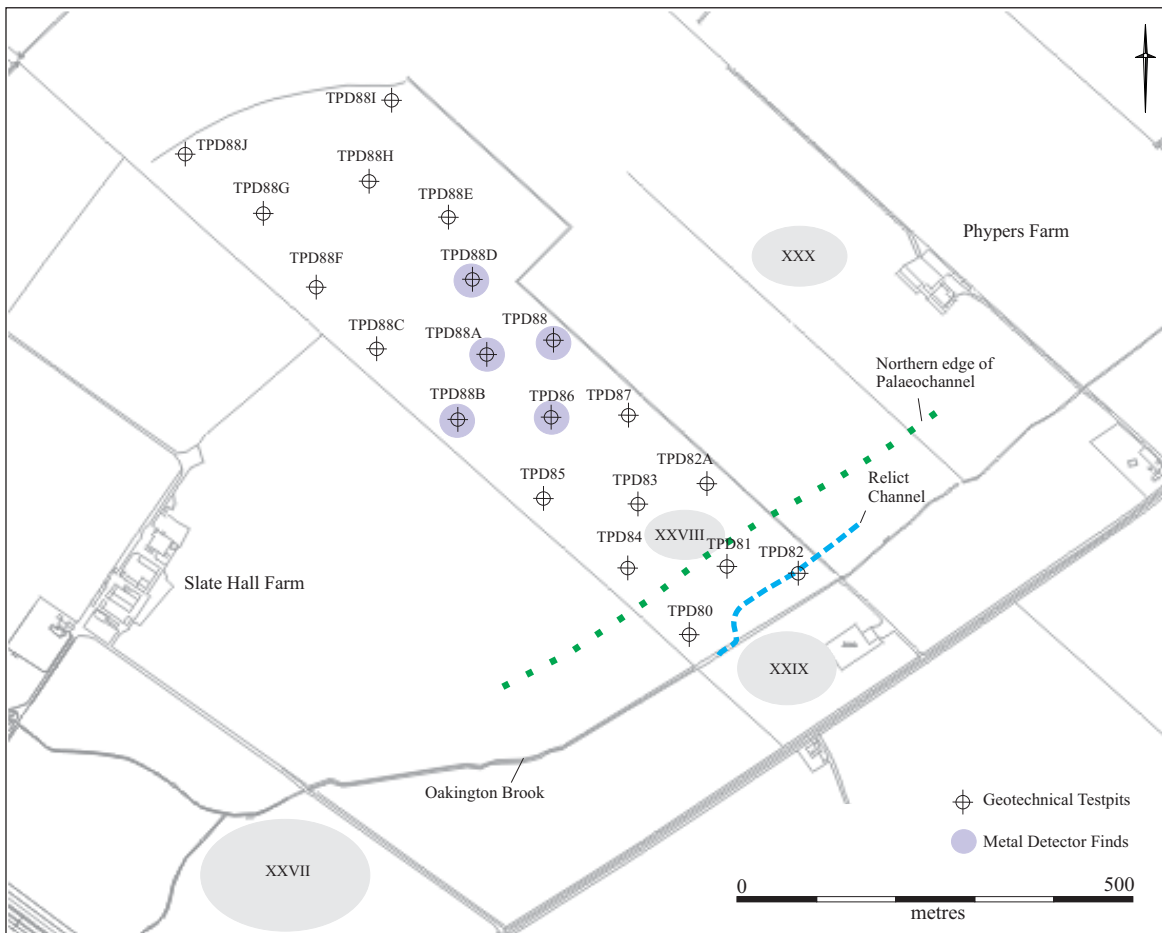 TPD88I
TPD88J
TPD88H
TPD88G
TPD88E
Phypers Farm
TPD88D
XXX
TPD88F
TPD88
TPD88A
TPD88C
Northern edge of
Palaeochannel
TPD88B
TPD86
TPD87
TPD82A
TPD85
TPD83
Relict
Channel
XXVIII
TPD84
TPD81
TPD82
Slate Hall Farm
TPD80
XXIX
Oakington Brook
Geotechnical Testpits
Metal Detector Finds
XXVII
0
500
metres